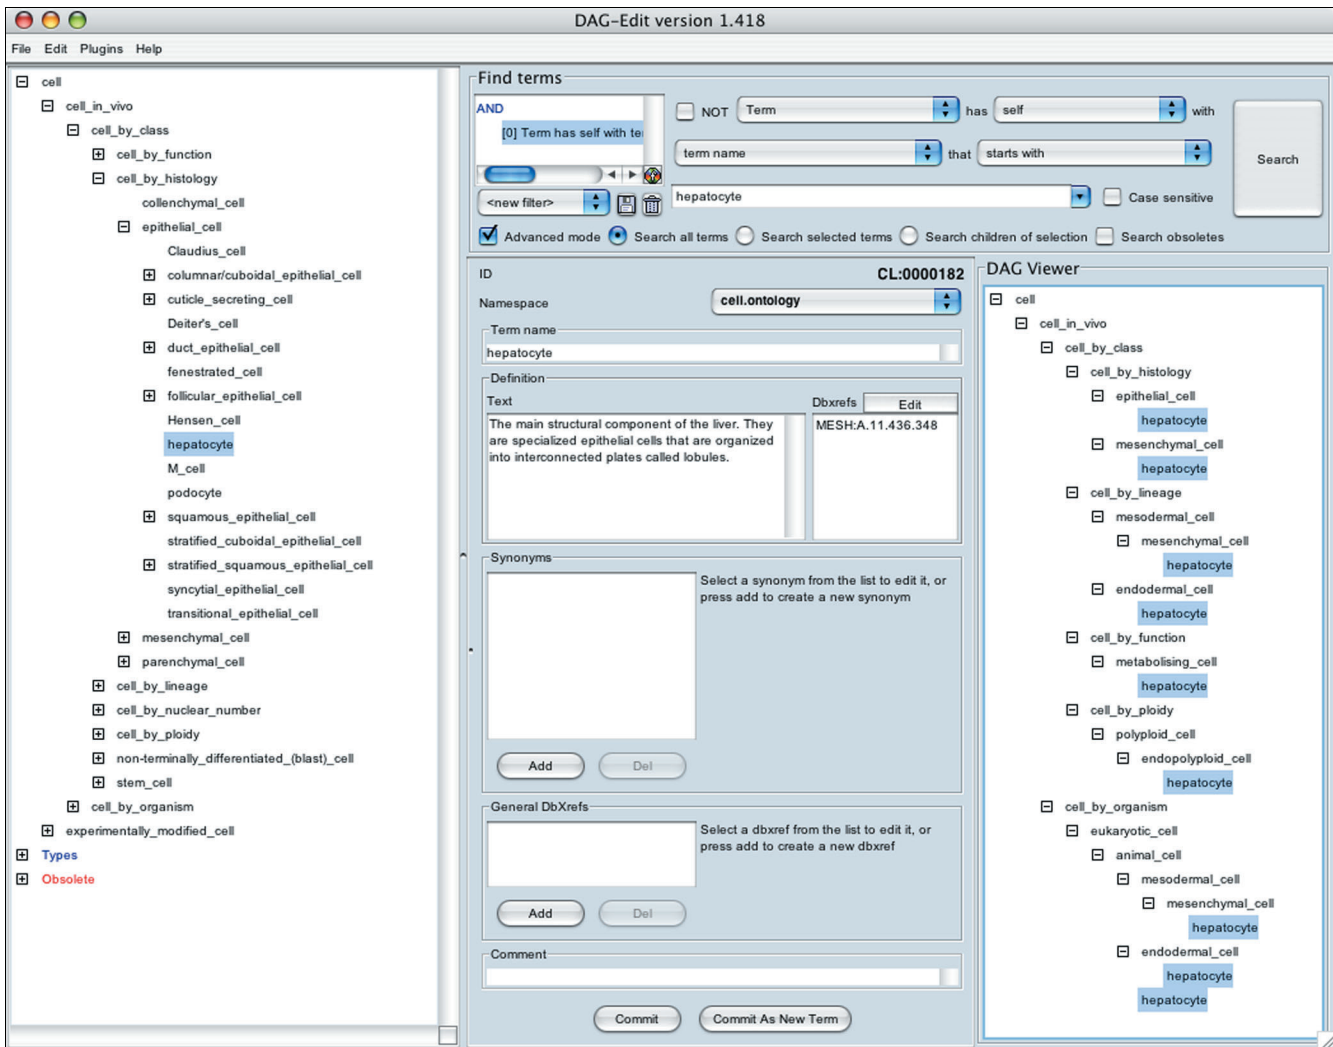 DAG-Edit version 1.418
File Edit Plugins Help
cell
cell_in_vivo
cell_by_class
cell_by_function
cell_by_histology
collenchymal_cell
epithelial_cell
Claudius_cell
columnar/cuboidal_epithelial_cell
cuticle_secreting_cell
Deiter's_cell
duct_epithelial_cell
fenestrated_cell
follicular_epithelial_cell
Hensen_cell
hepatocyte
M_cell
podocyte
squamous_epithelial_cell
stratified_cuboidal_epithelial_cell
stratified_squamous_epithelial_cell
syncytial_epithelial_cell
transitional_epithelial_cell
mesenchymal_cell
parenchymal_cell
cell_by_lineage
cell_by_nuclear_number
cell_by_ploidy
non-terminally_differentiated_(blast)_cell
stem_cell
cell_by_organism
experimentally_modified_cell
Types
Obsolete
Find terms
AND
[0] Term has self with te
<new filter>
NOT Term has self with
term name that starts with
hepatocyte Case sensitive
Search
Advanced mode Search all terms Search selected terms Search children of selection Search obsoletes
ID CL:0000182
Namespace cell.ontology
Term name
hepatocyte
Definition
Text
The main structural component of the liver. They
are specialized epithelial cells that are organized
into interconnected plates called lobules.
Dbxrefs Edit
MESH:A.11.436.348
Synonyms
Select a synonym from the list to edit it, or
press add to create a new synonym
Add Del
General DbXrefs
Select a dbxref from the list to edit it, or
press add to create a new dbxref
Add Del
Comment
Commit Commit As New Term
DAG Viewer
cell
cell_in_vivo
cell_by_class
cell_by_histology
epithelial_cell
hepatocyte
mesenchymal_cell
hepatocyte
cell_by_lineage
mesodermal_cell
mesenchymal_cell
hepatocyte
endodermal_cell
hepatocyte
cell_by_function
metabolising_cell
hepatocyte
cell_by_ploidy
polyploid_cell
endopolyploid_cell
hepatocyte
cell_by_organism
eukaryotic_cell
animal_cell
mesodermal_cell
mesenchymal_cell
hepatocyte
endodermal_cell
hepatocyte
hepatocyte